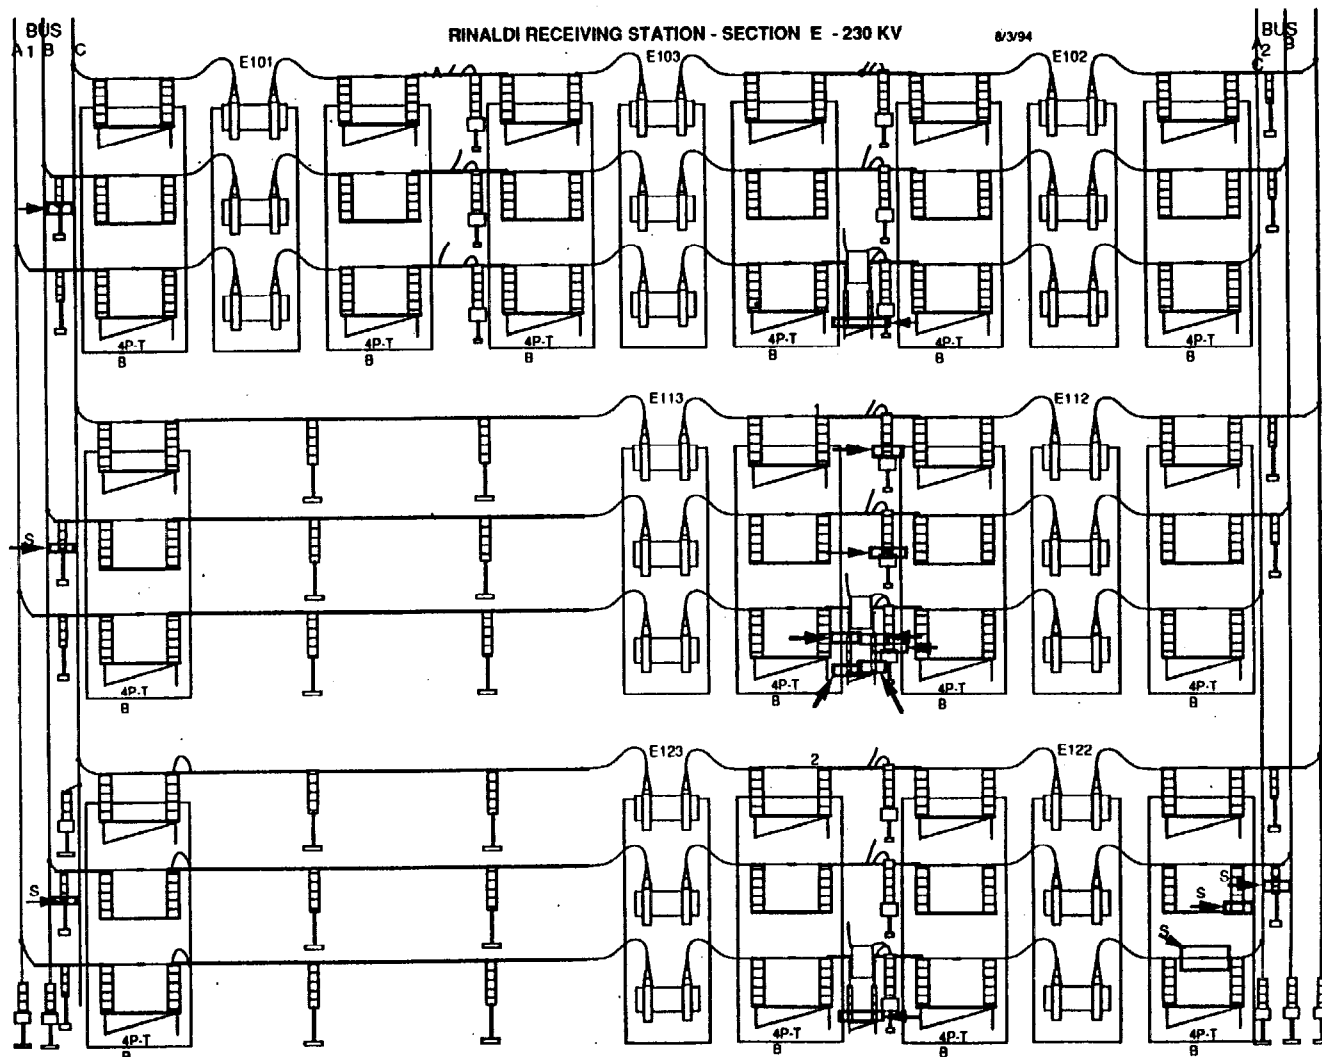 RINALDI RECEIVING STATION - SECTION E - 230 KV
8/3/94
BUS
A 1 B C
BUS
A 2 B
C
E101
E103
E102
A
4P-T
B
4P-T
B
4P-T
B
4P-T
B
4P-T
B
4P-T
B
E113
1
E112
S
4P-T
B
4P-T
B
4P-T
B
4P-T
B
E123
2
E122
S
S
S
S
4P-T
B
4P-T
B
4P-T
B
4P-T
B